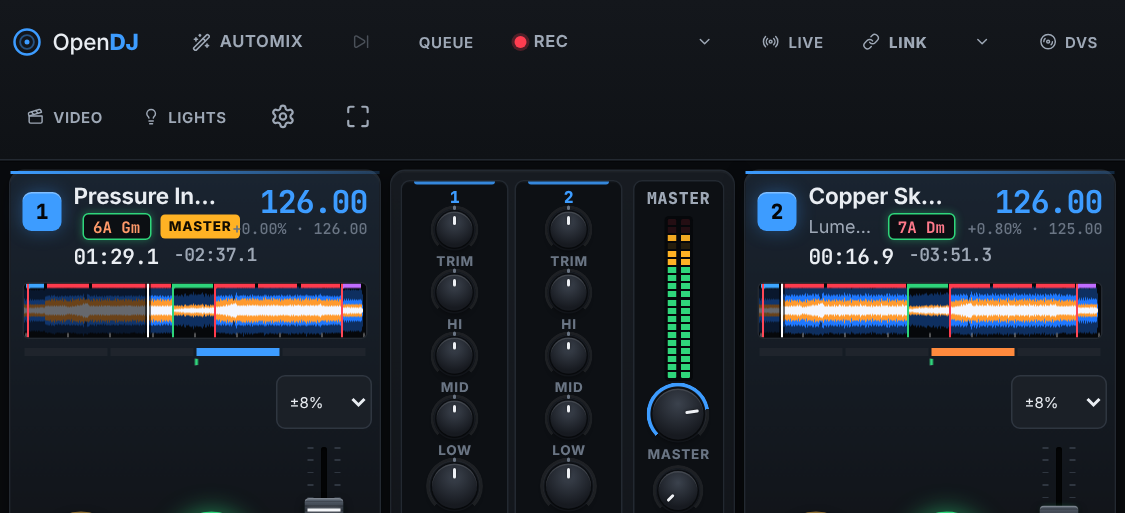 OpenDJ AUTOMIX QUEUE REC LIVE LINK DVS
VIDEO LIGHTS
1 Pressure In... 126.00
6A Gm MASTER 0.00% · 126.00
01:29.1 -02:37.1
±8%
1 2 MASTER
TRIM TRIM
HI HI
MID MID
LOW LOW MASTER
2 Copper Sk... 126.00
Lume... 7A Dm +0.80% · 125.00
00:16.9 -03:51.3
±8%